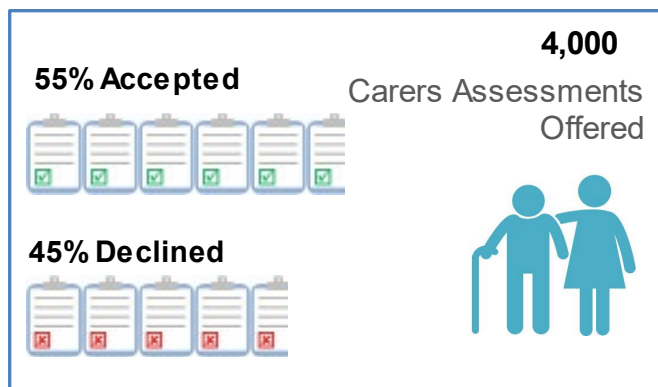 4,000
55% Accepted
Carers Assessments
Offered
45% Declined